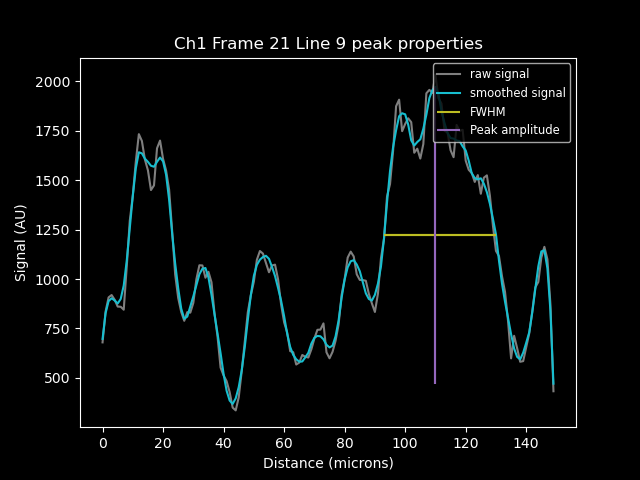 Ch1 Frame 21 Line 9 peak properties
raw signal
smoothed signal
FWHM
Peak amplitude
Signal (AU)
2000
1750
1500
1250
1000
750
500
0 20 40 60 80 100 120 140
Distance (microns)